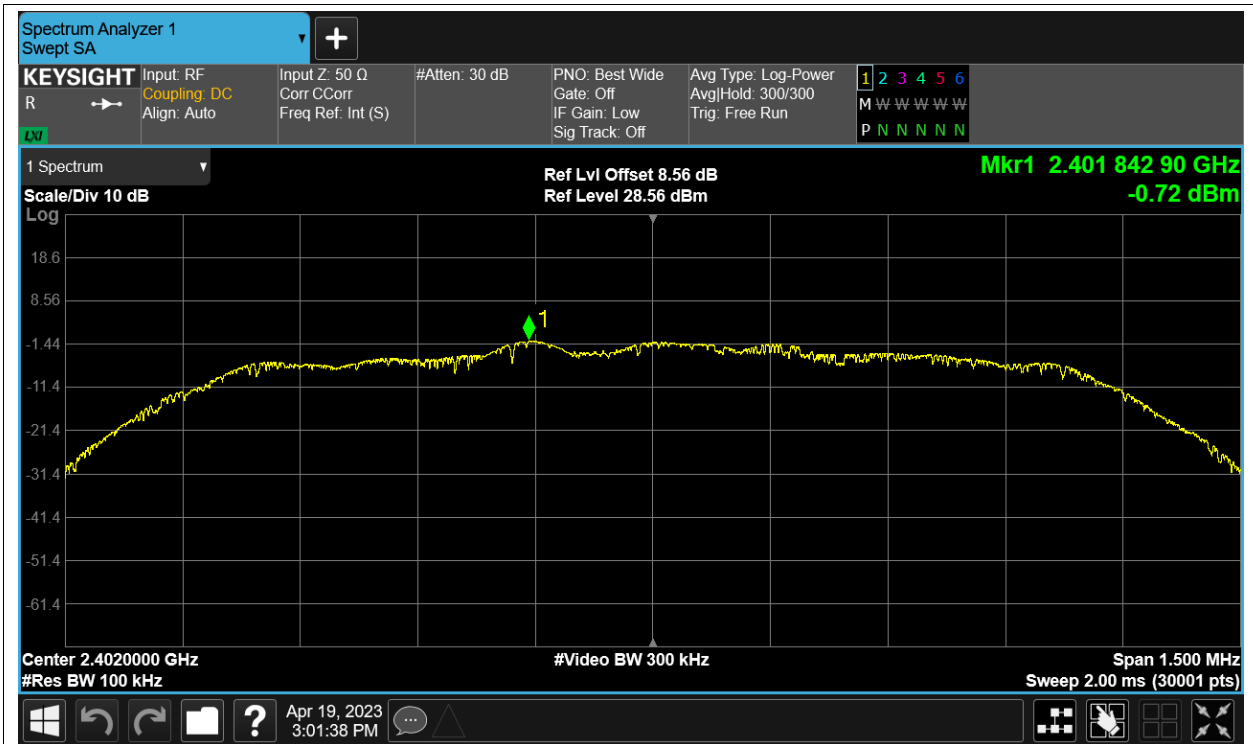 Spectrum Analyzer 1
Swept SA
KEYSIGHT
R
LXI
Input: RF
Coupling: DC
Align: Auto
Input Z: 50 Ω
Corr CCorr
Freq Ref: Int (S)
#Atten: 30 dB
PNO: Best Wide
Gate: Off
IF Gain: Low
Sig Track: Off
Avg Type: Log-Power
Avg|Hold: 300/300
Trig: Free Run
1 2 3 4 5 6
M W W W W W
P N N N N N
1 Spectrum
Scale/Div 10 dB
Ref Lvl Offset 8.56 dB
Ref Level 28.56 dBm
Mkr1 2.401 842 90 GHz
-0.72 dBm
Log
18.6
8.56
1
-1.44
-11.4
-21.4
-31.4
-41.4
-51.4
-61.4
Center 2.4020000 GHz
#Video BW 300 kHz
Span 1.500 MHz
#Res BW 100 kHz
Sweep 2.00 ms (30001 pts)
?
Apr 19, 2023
3:01:38 PM